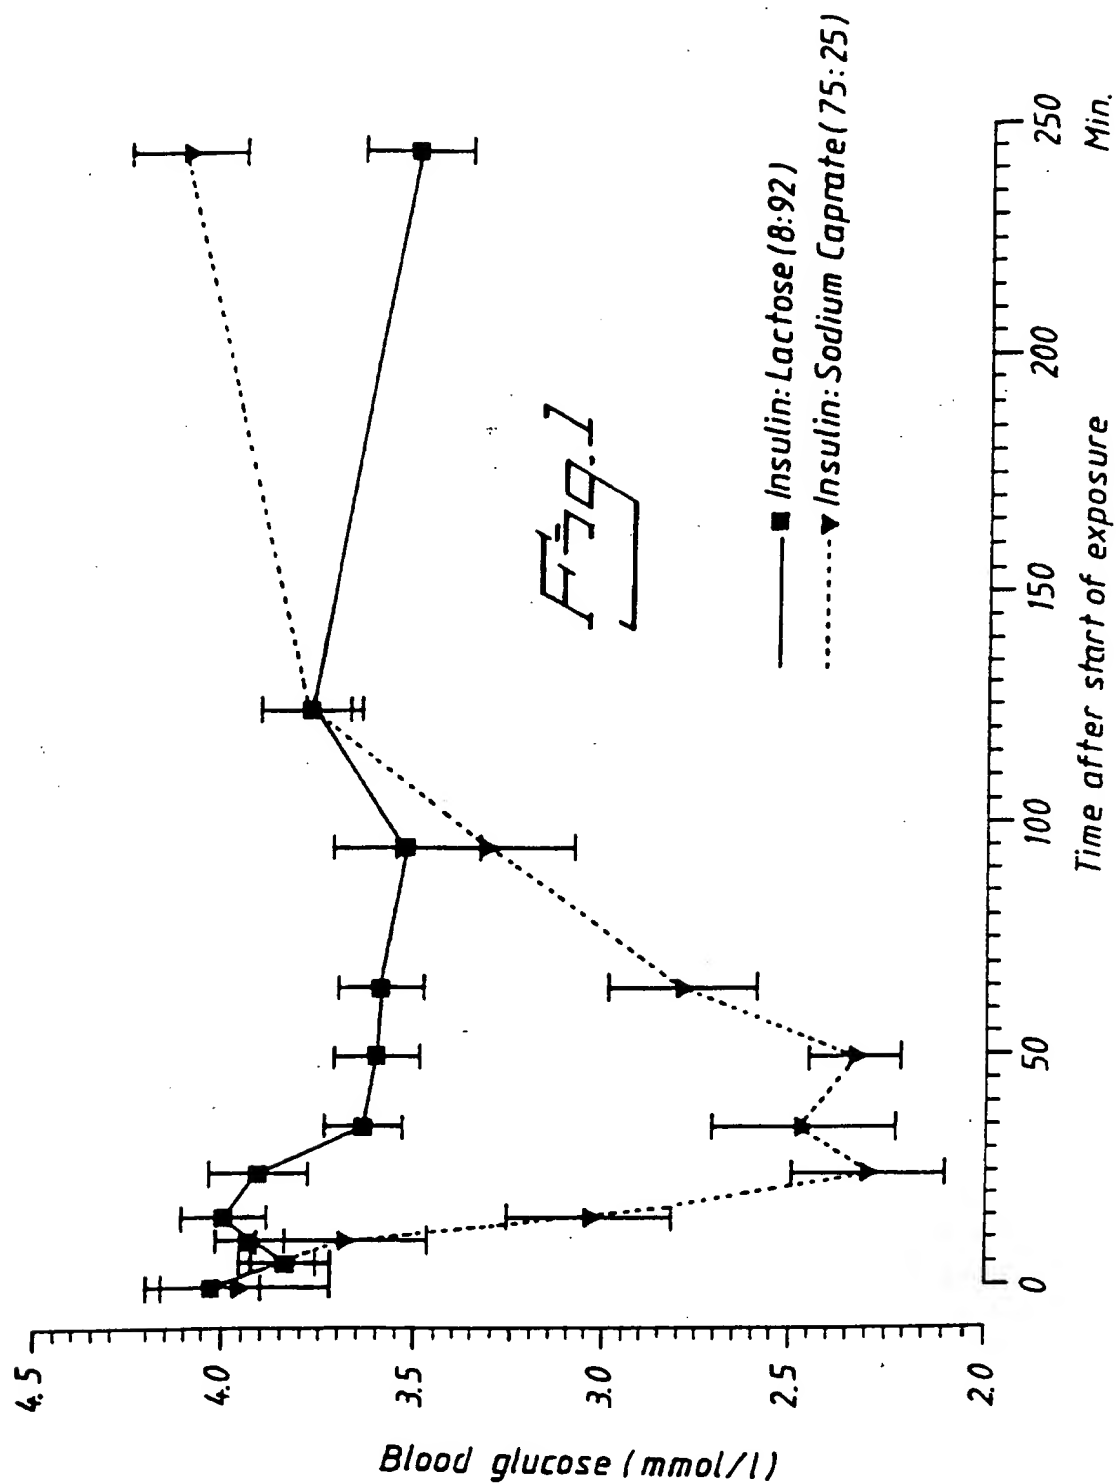 4.5
4.0
3.5
3.0
2.5
2.0
Blood glucose (mmol/l)
Fig.1
Insulin: Lactose (8:92)
Insulin: Sodium Caprate (75:25)
0
50
100
150
200
250
Time after start of exposure
Min.